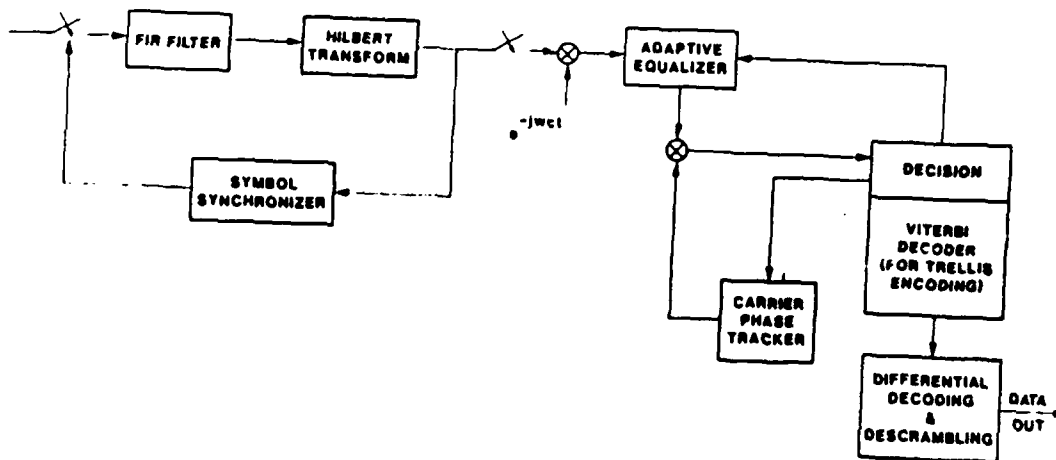 FIR FILTER
HILBERT
TRANSFORM
ADAPTIVE
EQUALIZER
e^-jwct
SYMBOL
SYNCHRONIZER
DECISION
VITERBI
DECODER
(FOR TRELLIS
ENCODING)
CARRIER
PHASE
TRACKER
DIFFERENTIAL
DECODING
&
DESCRAMBLING
DATA
OUT